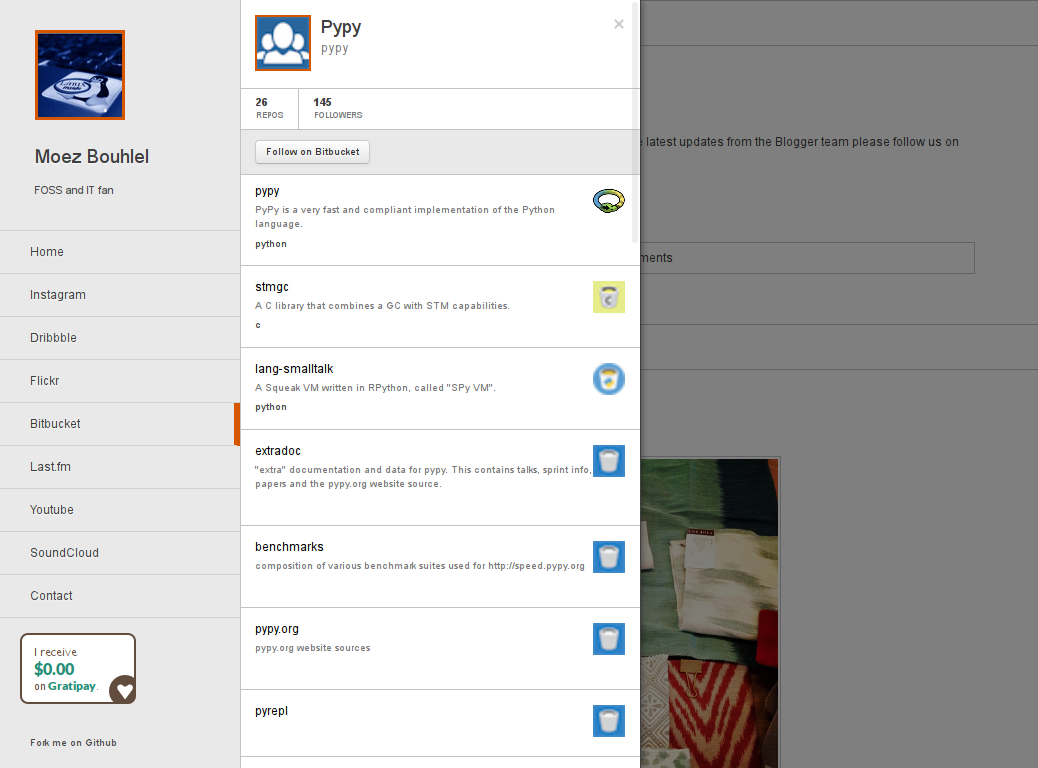 Moez Bouhlel
FOSS and IT fan
Home
Instagram
Dribbble
Flickr
Bitbucket
Last.fm
Youtube
SoundCloud
Contact
I receive
$0.00
on Gratipay.
Fork me on Github
Pypy
pypy
×
26
REPOS
145
FOLLOWERS
Follow on Bitbucket
pypy
PyPy is a very fast and compliant implementation of the Python
language.
python
stmgc
A C library that combines a GC with STM capabilities.
c
lang-smalltalk
A Squeak VM written in RPython, called "SPy VM".
python
extradoc
"extra" documentation and data for pypy. This contains talks, sprint info,
papers and the pypy.org website source.
benchmarks
composition of various benchmark suites used for http://speed.pypy.org
pypy.org
pypy.org website sources
pyrepl
latest updates from the Blogger team please follow us on
ments